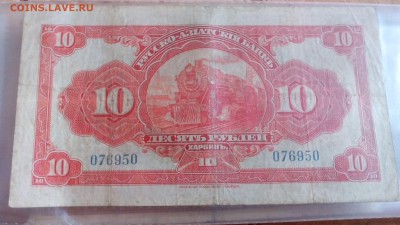 COINS.LAVE.RU
РУССКО-АЗІАТСКІЙ БАНКЪ
10 10
10 10
ДЕСЯТЬ РУБЛЕЙ
ХАРБИНЪ
10 10 10
076950 076950